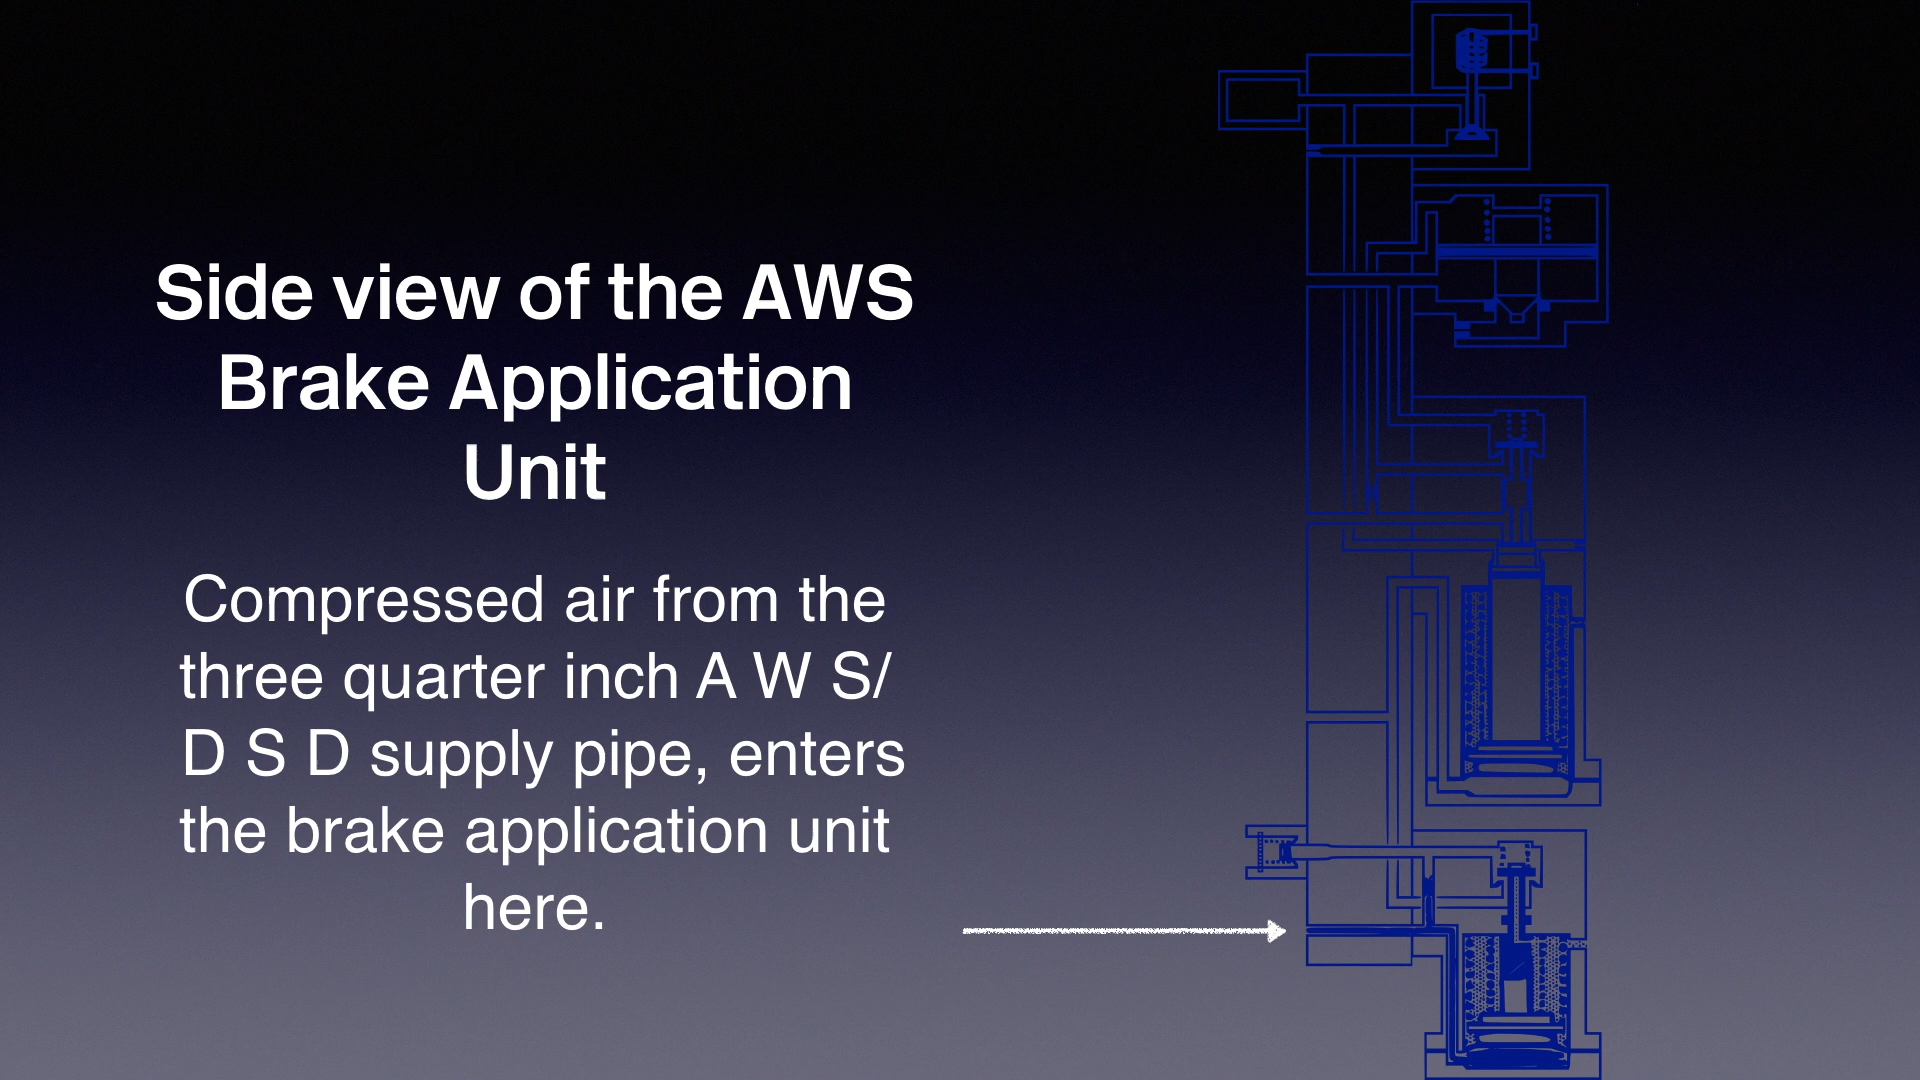 Side view of the AWS
Brake Application
Unit
Compressed air from the
three quarter inch A W S/
D S D supply pipe, enters
the brake application unit
here.